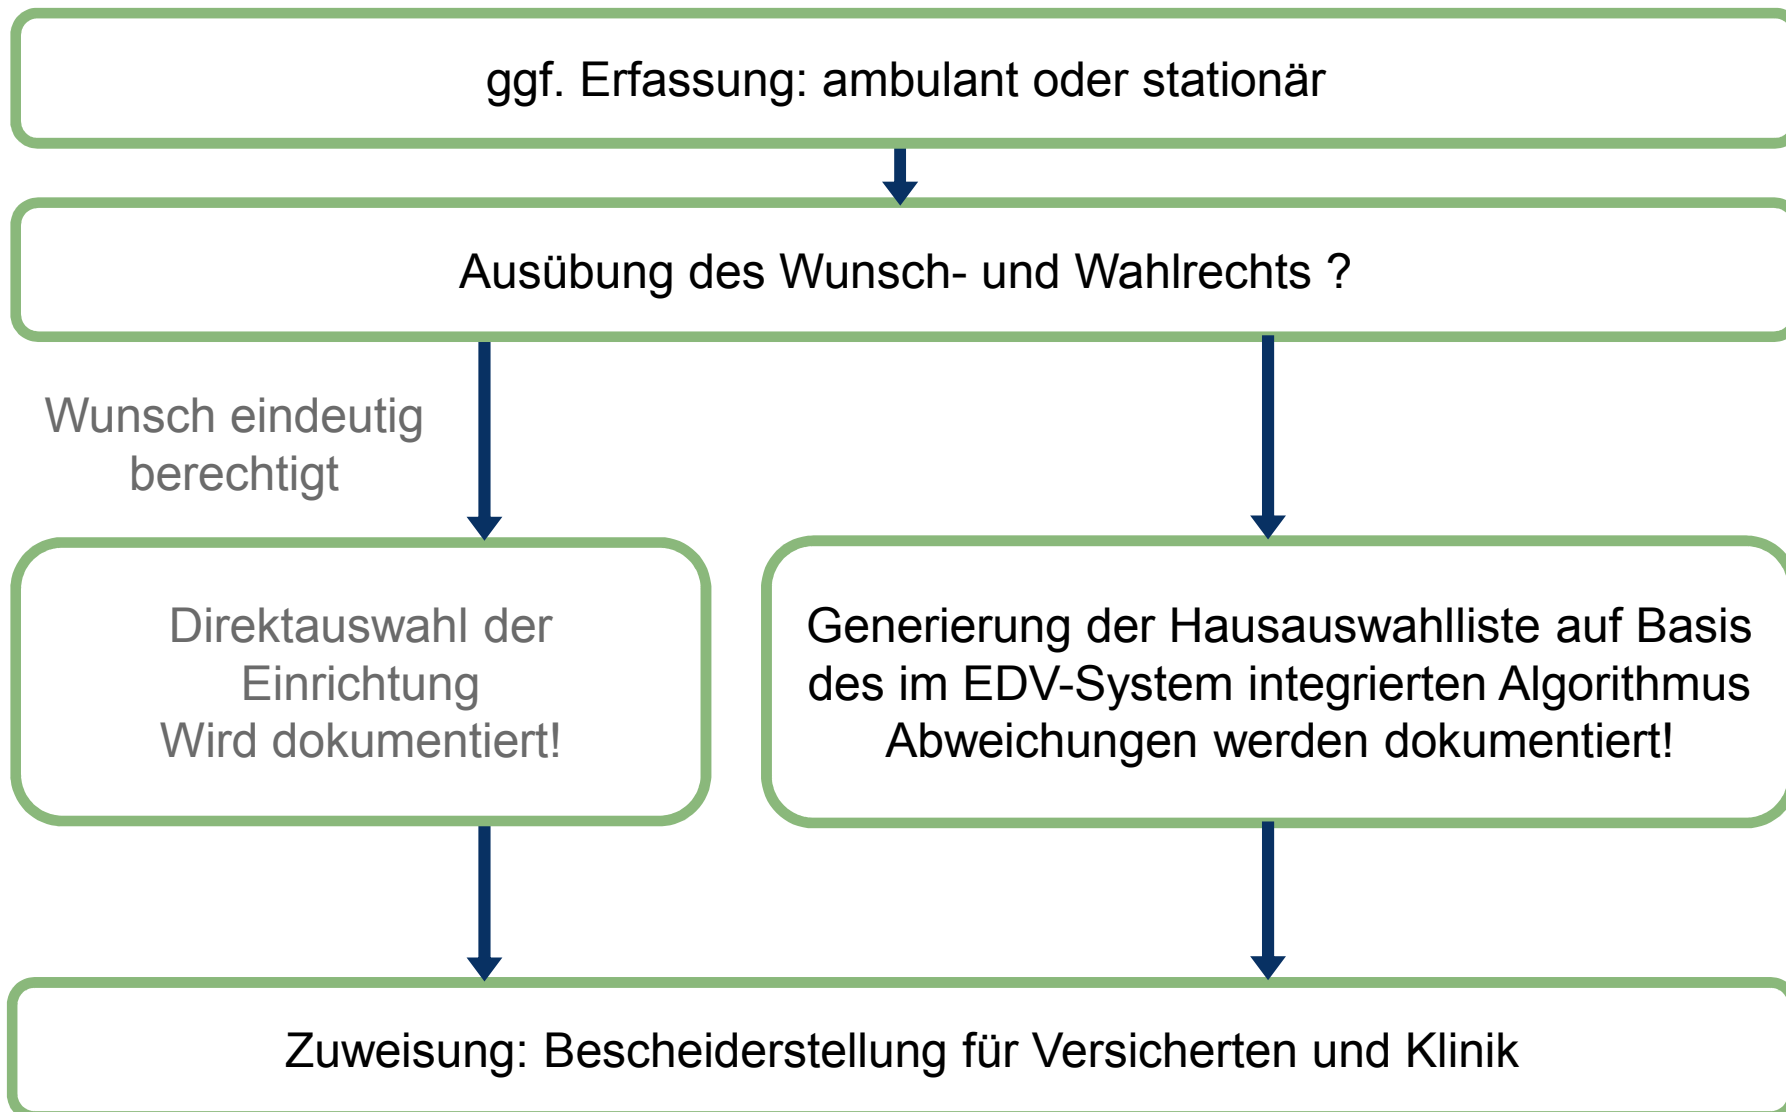 ggf. Erfassung: ambulant oder stationär
Ausübung des Wunsch- und Wahlrechts ?
Wunsch eindeutig
berechtigt
Direktauswahl der
Einrichtung
Wird dokumentiert!
Generierung der Hausauswahlliste auf Basis
des im EDV-System integrierten Algorithmus
Abweichungen werden dokumentiert!
Zuweisung: Bescheiderstellung für Versicherten und Klinik